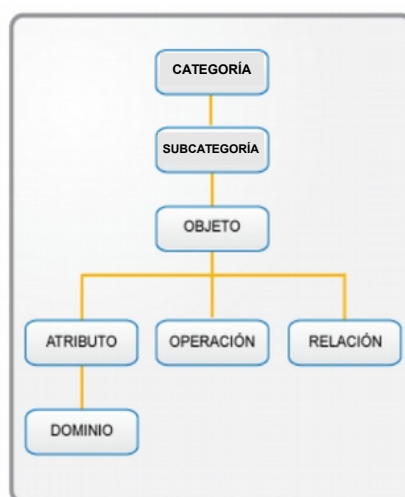 CATEGORÍA
SUBCATEGORÍA
OBJETO
ATRIBUTO
OPERACIÓN
RELACIÓN
DOMINIO